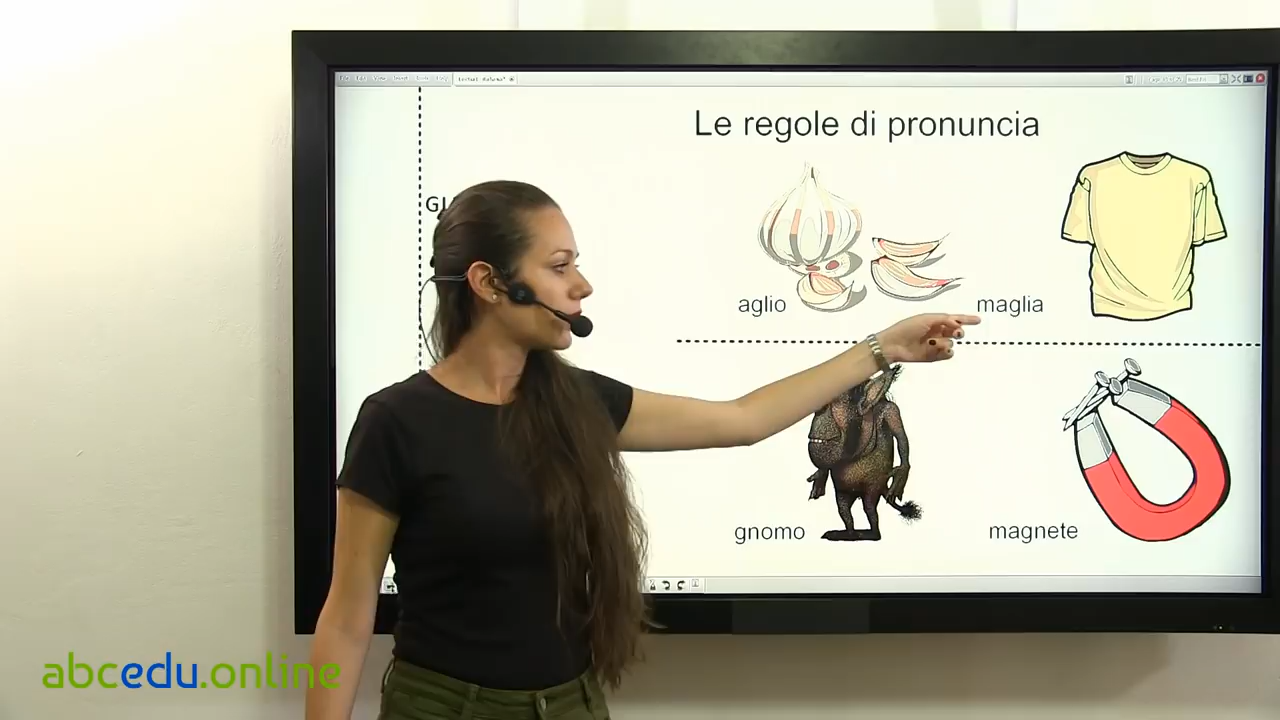 Le regole di pronuncia
aglio
maglia
gnomo
magnete
abcedu.online